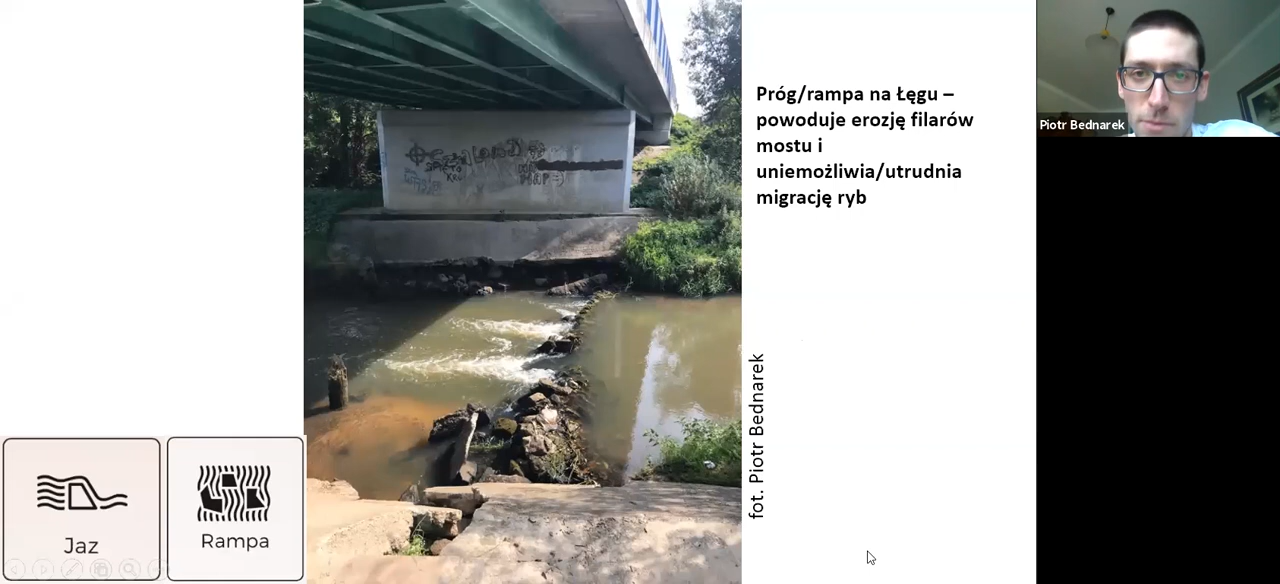 Próg/rampa na Łęgu –
powoduje erozję filarów
mostu i
uniemożliwia/utrudnia
migrację ryb
fot. Piotr Bednarek
Piotr Bednarek
Jaz
Rampa